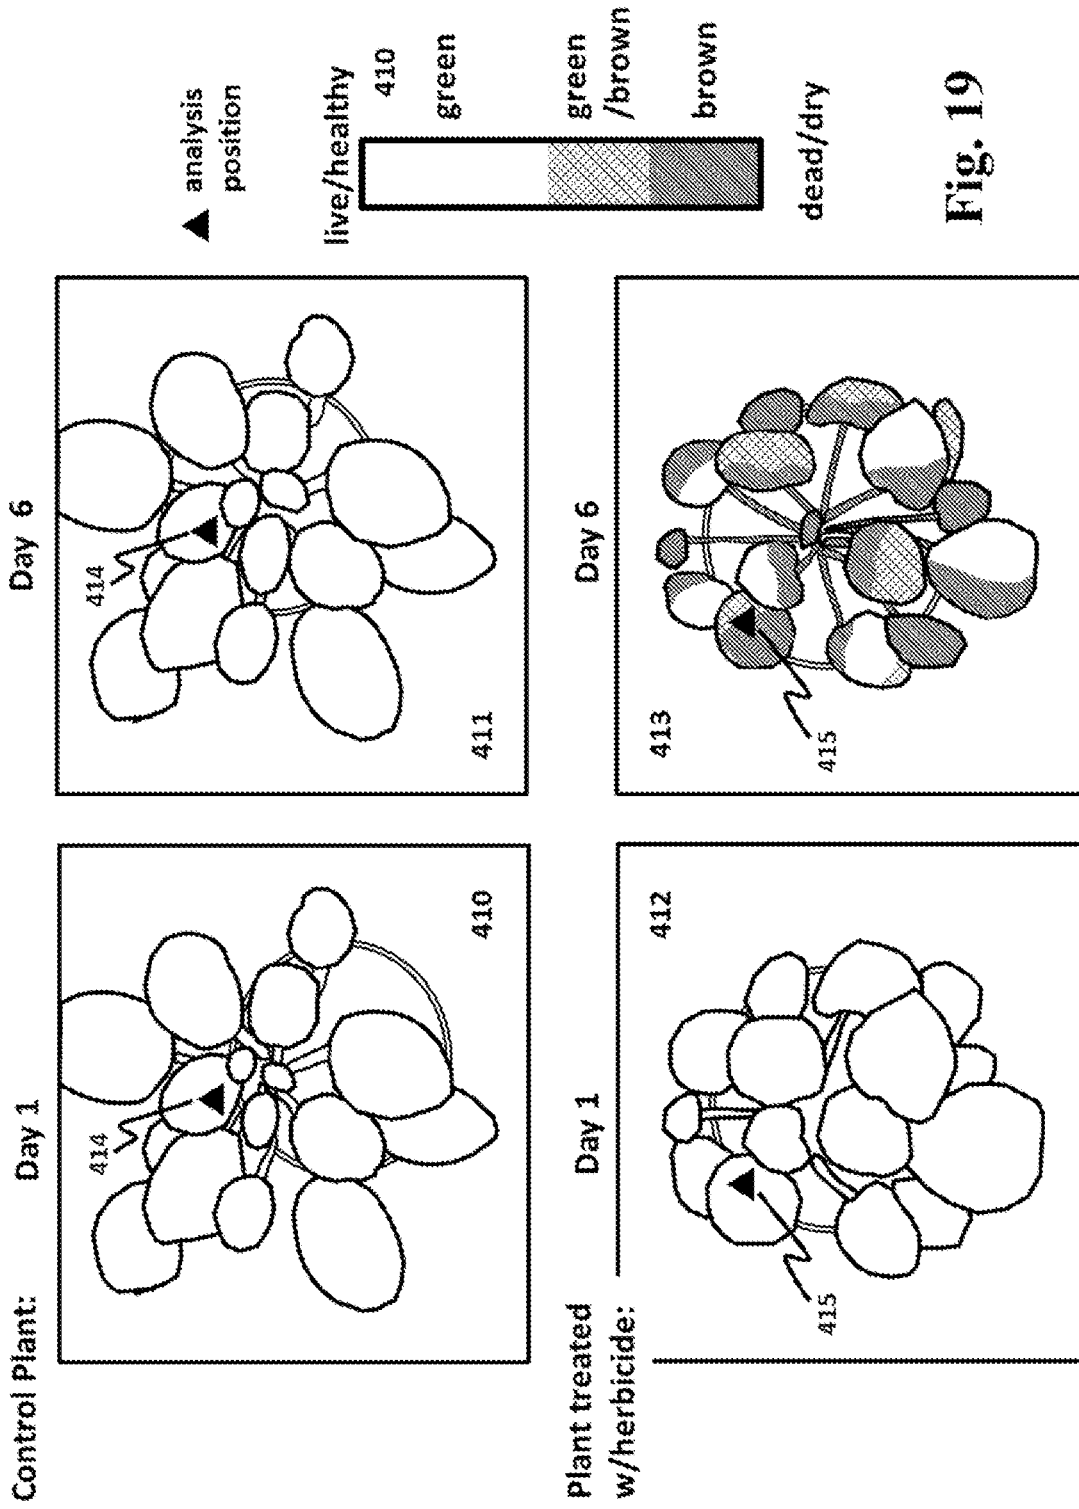 Control Plant:
Day 1
Day 6
414
410
414
411
▲ analysis
position
live/healthy
410
green
green
/brown
brown
dead/dry
Plant treated
w/herbicide:
Day 1
Day 6
412
415
413
415
Fig. 19